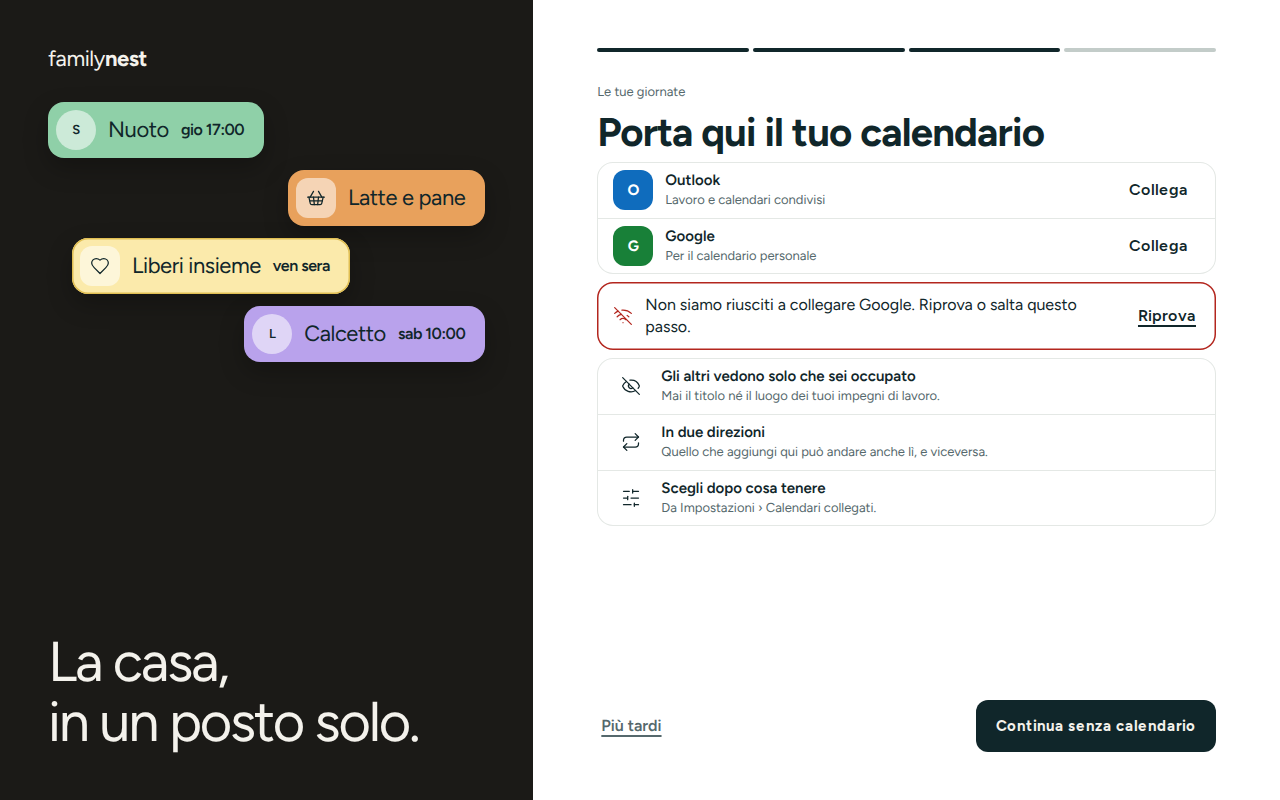 familynest
S Nuoto gio 17:00
Latte e pane
Liberi insieme ven sera
L Calcetto sab 10:00
La casa,
in un posto solo.
Le tue giornate
Porta qui il tuo calendario
O Outlook
Lavoro e calendari condivisi
Collega
G Google
Per il calendario personale
Collega
Non siamo riusciti a collegare Google. Riprova o salta questo
passo.
Riprova
Gli altri vedono solo che sei occupato
Mai il titolo né il luogo dei tuoi impegni di lavoro.
In due direzioni
Quello che aggiungi qui può andare anche lì, e viceversa.
Scegli dopo cosa tenere
Da Impostazioni › Calendari collegati.
Più tardi
Continua senza calendario